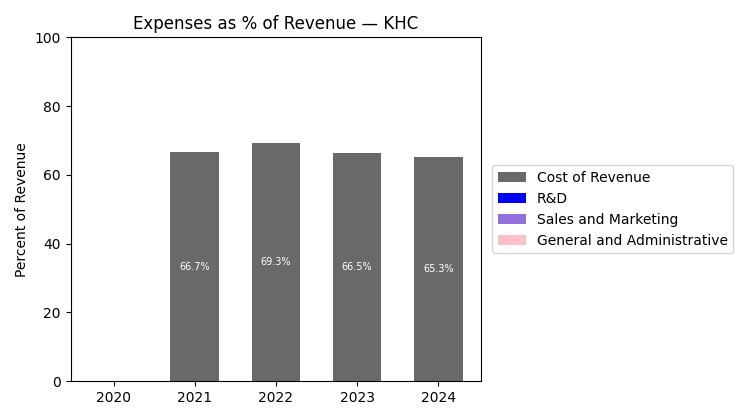 Expenses as % of Revenue — KHC
Percent of Revenue
100
80
60
40
20
0
66.7%
69.3%
66.5%
65.3%
2020
2021
2022
2023
2024
Cost of Revenue
R&D
Sales and Marketing
General and Administrative